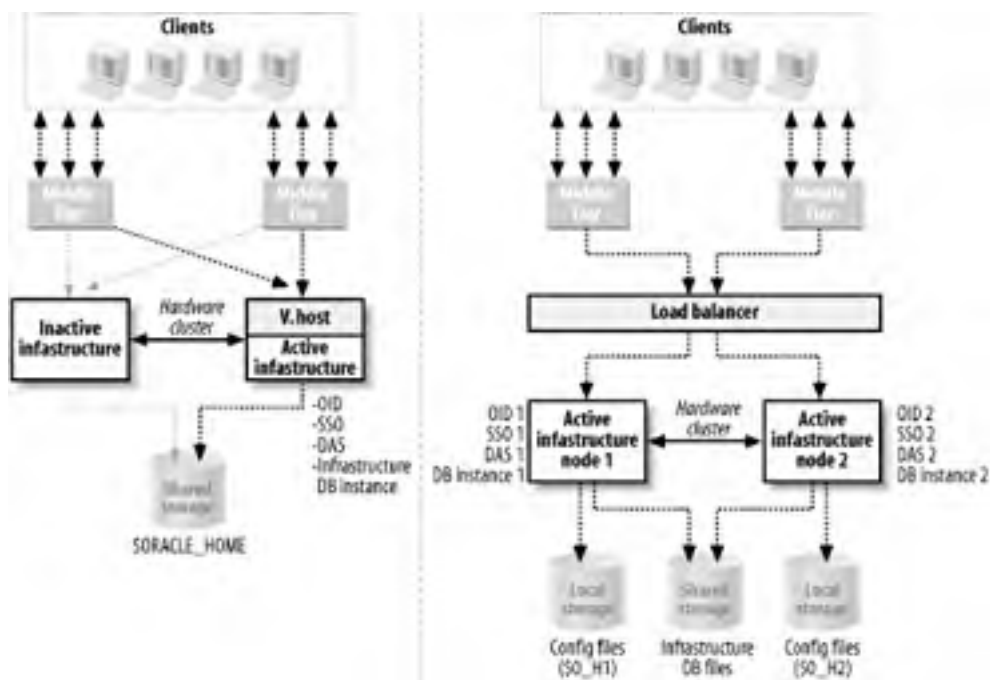 Clients
Middle
Tier
Middle
Tier
Inactive
infastructure
Hardware
cluster
V.host
Active
infastructure
-OID
-SSO
-DAS
-Infrastructure
DB instance
Shared
storage
$ORACLE_HOME
Clients
Middle
Tier
Middle
Tier
Load balancer
OID 1
SSO 1
DAS 1
DB instance 1
Active
infastructure
node 1
Hardware
cluster
Active
infastructure
node 2
OID 2
SSO 2
DAS 2
DB instance 2
Local
storage
Shared
storage
Local
storage
Config files
($O_H1)
Infastructure
DB files
Config files
($O_H2)